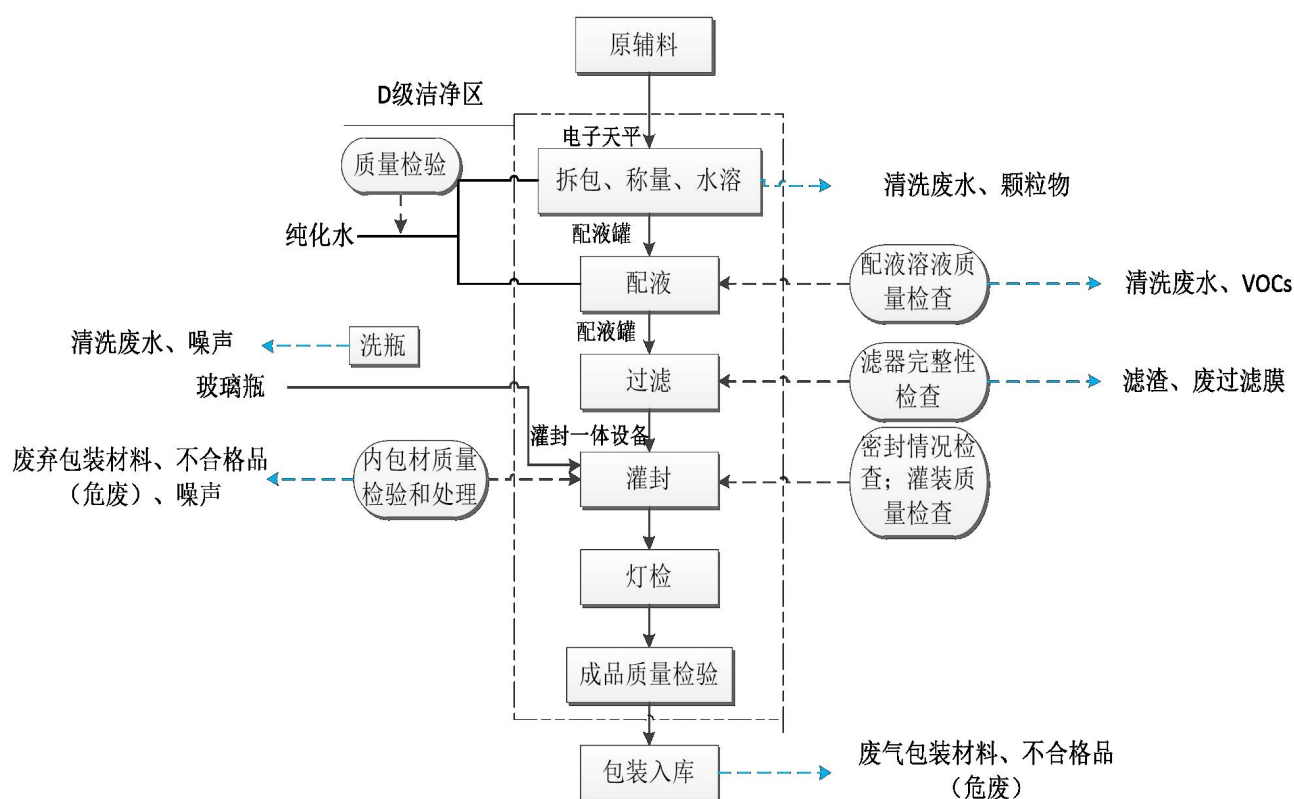 原辅料
D级洁净区
电子天平
质量检验
拆包、称量、水溶
清洗废水、颗粒物
纯化水
配液罐
配液
配液溶液质
量检查
清洗废水、VOCs
配液罐
清洗废水、噪声
洗瓶
过滤
滤器完整性
检查
滤渣、废过滤膜
玻璃瓶
灌封一体设备
废弃包装材料、不合格品
（危废）、噪声
内包材质量
检验和处理
灌封
密封情况检
查；灌装质
量检查
灯检
成品质量检验
包装入库
废气包装材料、不合格品
（危废）